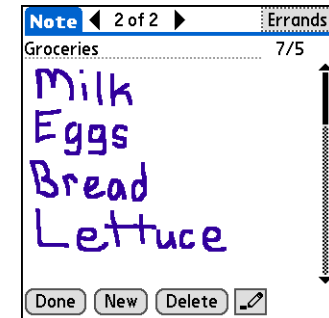 Note 2 of 2 Errands
Groceries 7/5
Milk
Eggs
Bread
Lettuce
Done New Delete